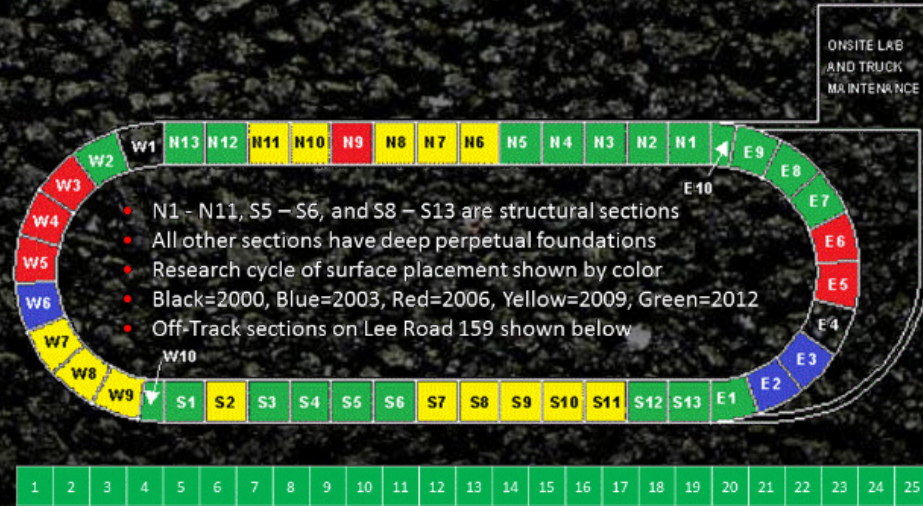 ONSITE LAB
AND TRUCK
MAINTENANCE
W1 N13 N12 N11 N10 N9 N8 N7 N6 N5 N4 N3 N2 N1 E9
W2 E8
W3 E10 E7
W4 E6
W5 E5
W6 E4
W7 E3
W8 E2
• N1 - N11, S5 – S6, and S8 – S13 are structural sections
• All other sections have deep perpetual foundations
• Research cycle of surface placement shown by color
• Black=2000, Blue=2003, Red=2006, Yellow=2009, Green=2012
• Off-Track sections on Lee Road 159 shown below
W10
W9 S1 S2 S3 S4 S5 S6 S7 S8 S9 S10 S11 S12 S13 E1
1 2 3 4 5 6 7 8 9 10 11 12 13 14 15 16 17 18 19 20 21 22 23 24 25